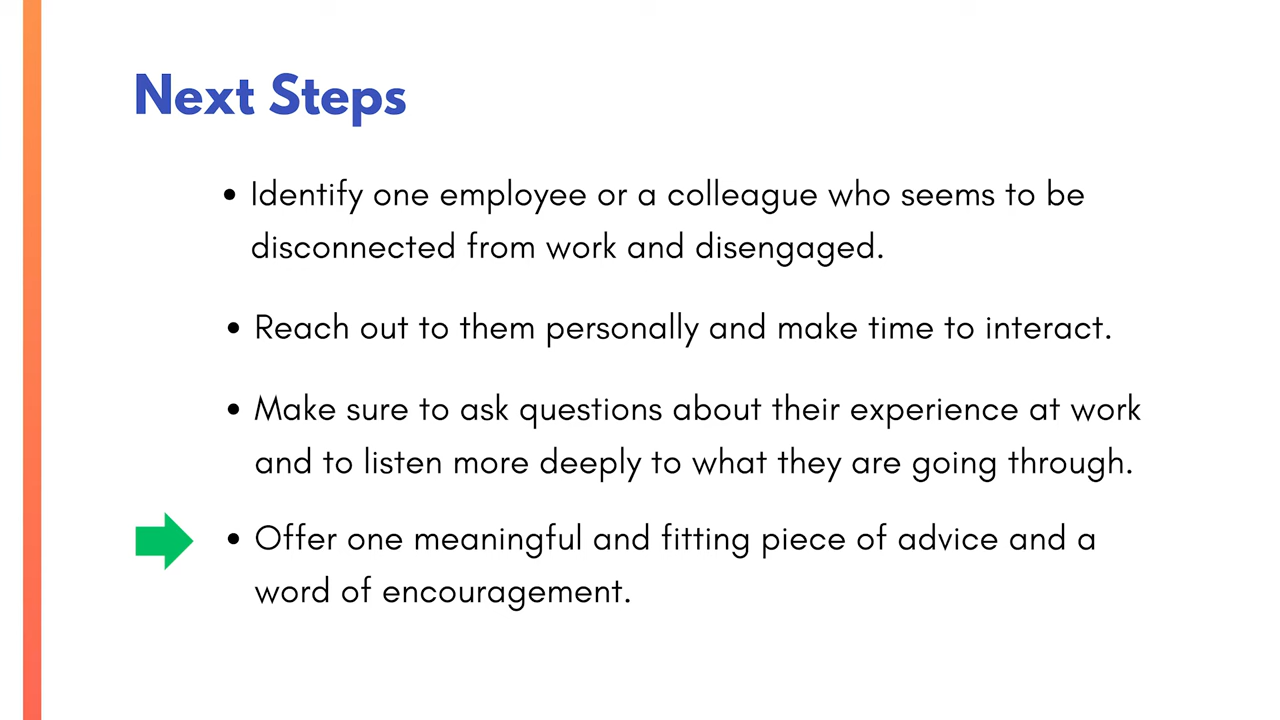 Next Steps
• Identify one employee or a colleague who seems to be
disconnected from work and disengaged.
• Reach out to them personally and make time to interact.
• Make sure to ask questions about their experience at work
and to listen more deeply to what they are going through.
• Offer one meaningful and fitting piece of advice and a
word of encouragement.